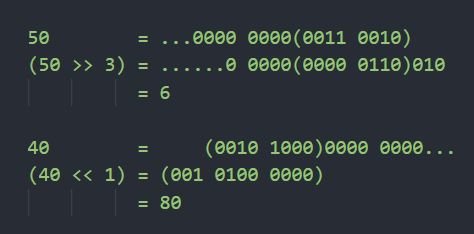 50         = ...0000 0000(0011 0010)
(50 >> 3) = ......0 0000(0000 0110)010
          = 6
40         =     (0010 1000)0000 0000...
(40 << 1) = (001 0100 0000)
          = 80